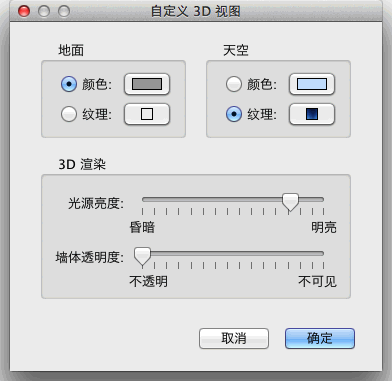 自定义 3D 视图
地面
天空
颜色:
颜色:
纹理:
纹理:
3D 渲染
光源亮度:
昏暗
明亮
墙体透明度:
不透明
不可见
取消
确定